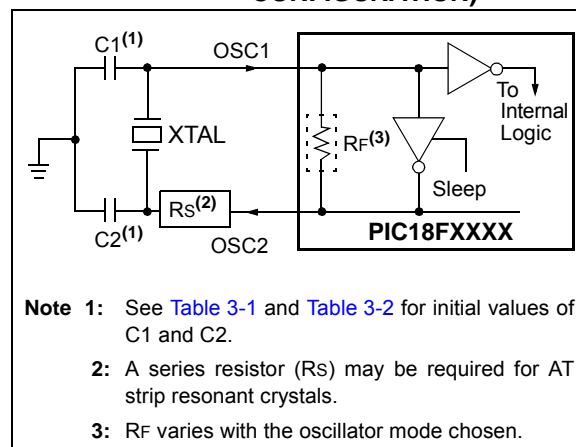 CONFIGURATION)
C1(1)
OSC1
To
Internal
Logic
XTAL
RF(3)
Sleep
RS(2)
C2(1)
OSC2
PIC18FXXXX
Note 1: See Table 3-1 and Table 3-2 for initial values of
C1 and C2.
2: A series resistor (RS) may be required for AT
strip resonant crystals.
3: RF varies with the oscillator mode chosen.